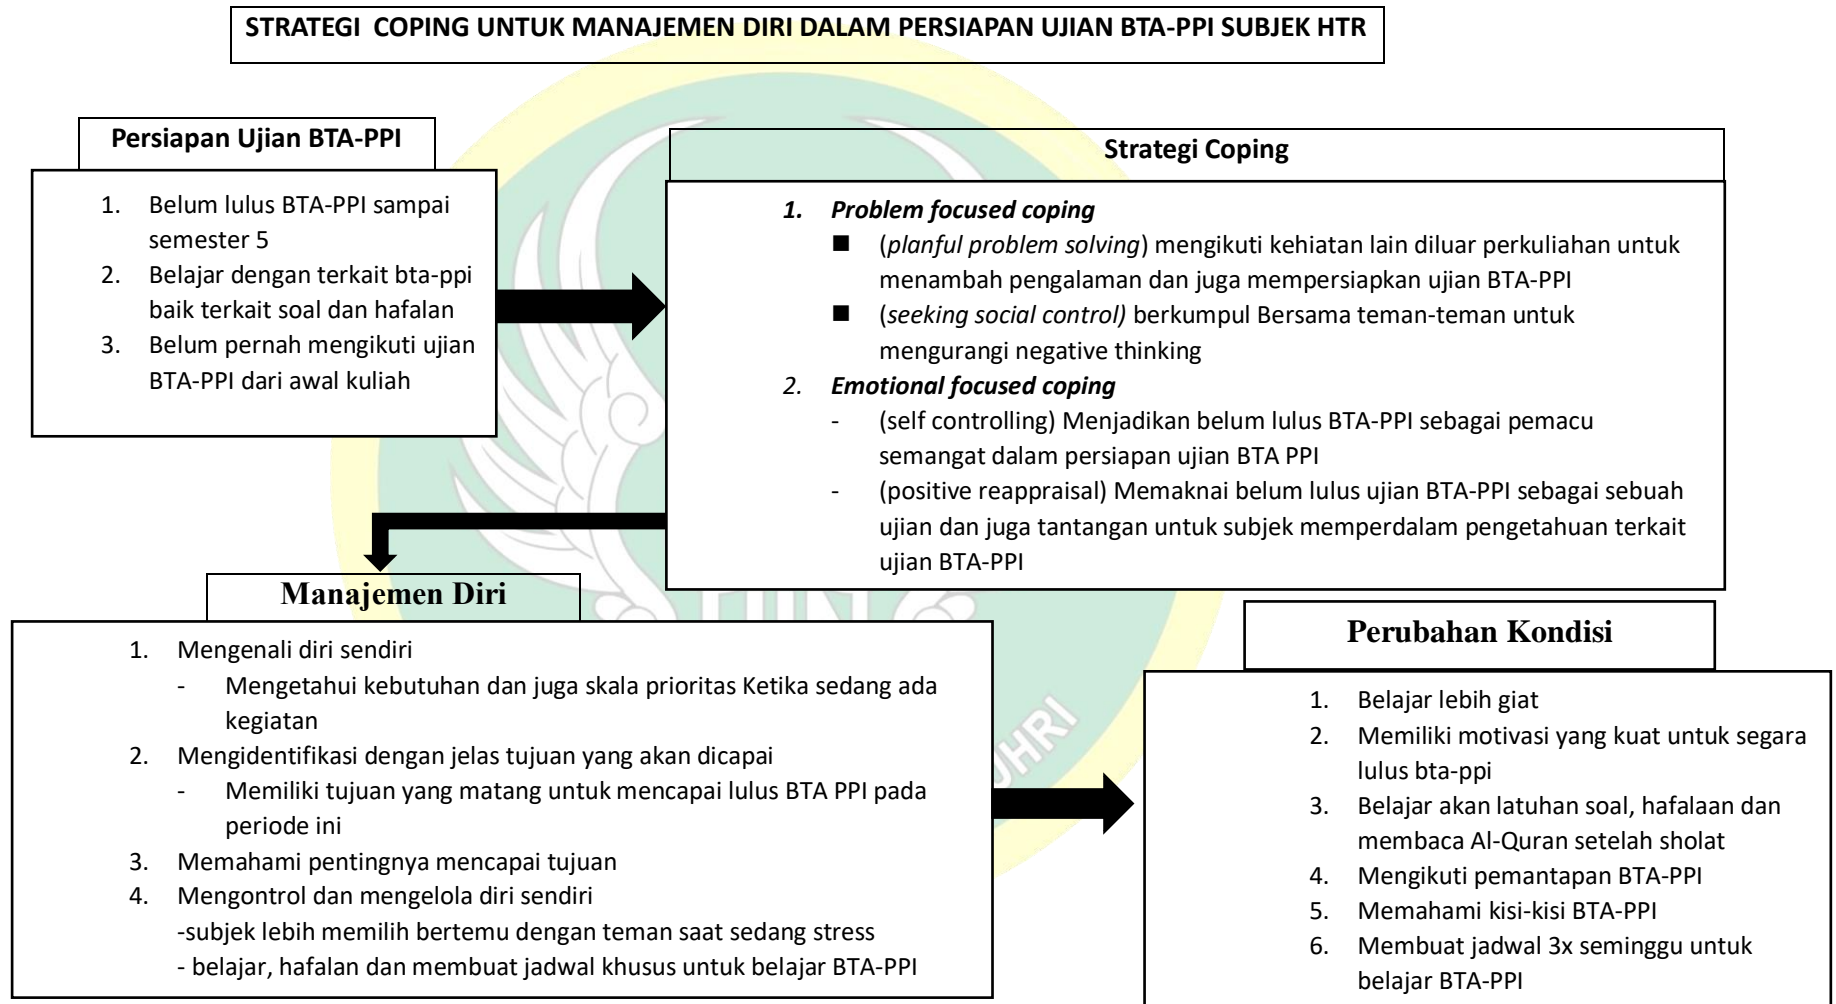 STRATEGI COPING UNTUK MANAJEMEN DIRI DALAM PERSIAPAN UJIAN BTA-PPI SUBJEK HTR
Persiapan Ujian BTA-PPI
1. Belum lulus BTA-PPI sampai
semester 5
2. Belajar dengan terkait bta-ppi
baik terkait soal dan hafalan
3. Belum pernah mengikuti ujian
BTA-PPI dari awal kuliah
Strategi Coping
1. Problem focused coping
■ (planful problem solving) mengikuti kehiatan lain diluar perkuliahan untuk
menambah pengalaman dan juga mempersiapkan ujian BTA-PPI
■ (seeking social control) berkumpul Bersama teman-teman untuk
mengurangi negative thinking
2. Emotional focused coping
- (self controlling) Menjadikan belum lulus BTA-PPI sebagai pemacu
semangat dalam persiapan ujian BTA PPI
- (positive reappraisal) Memaknai belum lulus ujian BTA-PPI sebagai sebuah
ujian dan juga tantangan untuk subjek memperdalam pengetahuan terkait
ujian BTA-PPI
Manajemen Diri
1. Mengenali diri sendiri
- Mengetahui kebutuhan dan juga skala prioritas Ketika sedang ada
kegiatan
2. Mengidentifikasi dengan jelas tujuan yang akan dicapai
- Memiliki tujuan yang matang untuk mencapai lulus BTA PPI pada
periode ini
3. Memahami pentingnya mencapai tujuan
4. Mengontrol dan mengelola diri sendiri
-subjek lebih memilih bertemu dengan teman saat sedang stress
- belajar, hafalan dan membuat jadwal khusus untuk belajar BTA-PPI
Perubahan Kondisi
1. Belajar lebih giat
2. Memiliki motivasi yang kuat untuk segara
lulus bta-ppi
3. Belajar akan latuhan soal, hafalaan dan
membaca Al-Quran setelah sholat
4. Mengikuti pemantapan BTA-PPI
5. Memahami kisi-kisi BTA-PPI
6. Membuat jadwal 3x seminggu untuk
belajar BTA-PPI